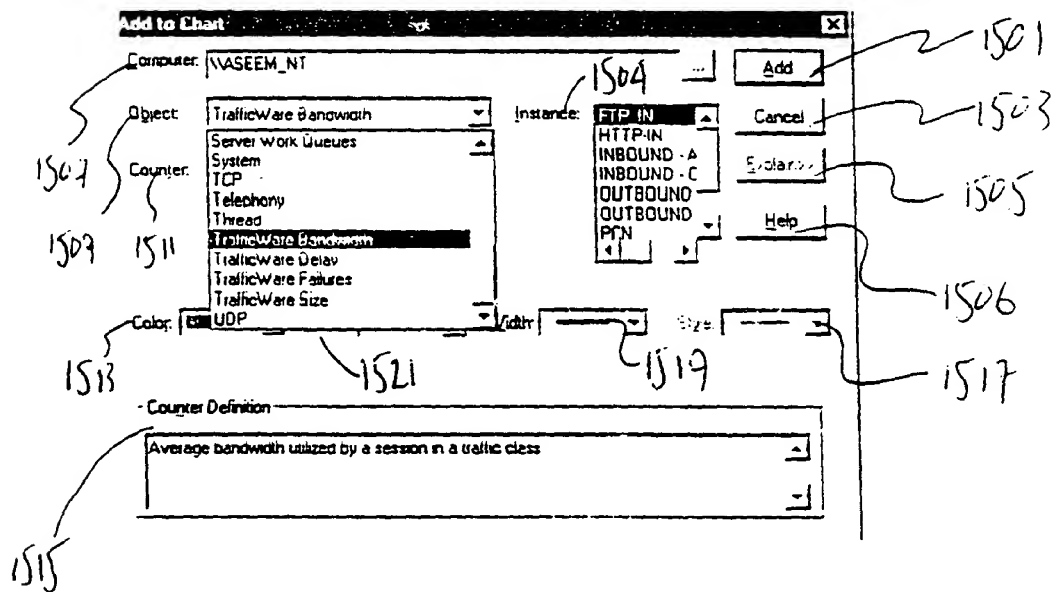 Add to Chart
Computer: \\ASEEM_NT ... Add
1501
1504
Object: TrafficWare Bandwidth Instance: FTP-IN Cancel
1503
HTTP-IN
INBOUND - A
INBOUND - C
OUTBOUND
OUTBOUND
PCN
Explain>>
1505
Help
1506
1507
Counter:
1509
1511
Server Work Queues
System
TCP
Telephony
Thread
TrafficWare Bandwidth
TrafficWare Delay
TrafficWare Failures
TrafficWare Size
UDP
Color: Width: Style:
1513
1521
1519
1517
Counter Definition
Average bandwidth utilized by a session in a traffic class
1515